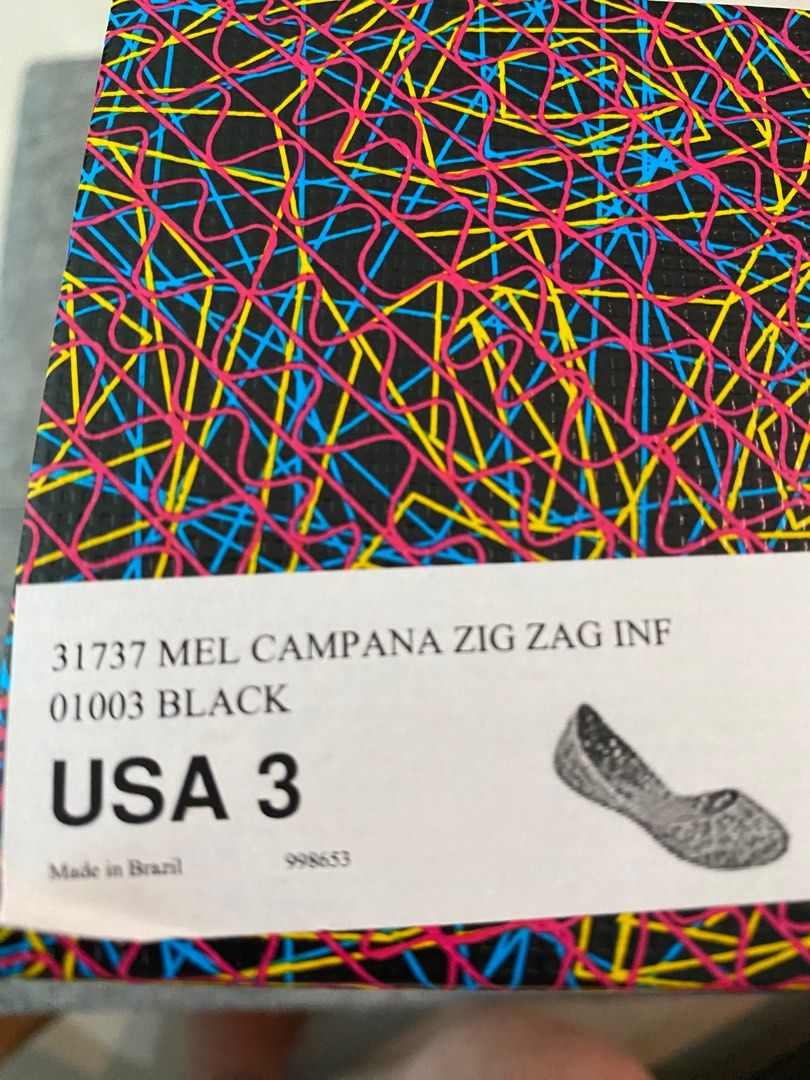 31737 MEL CAMPANA ZIG ZAG INF
01003 BLACK
USA 3
Made in Brazil 998653